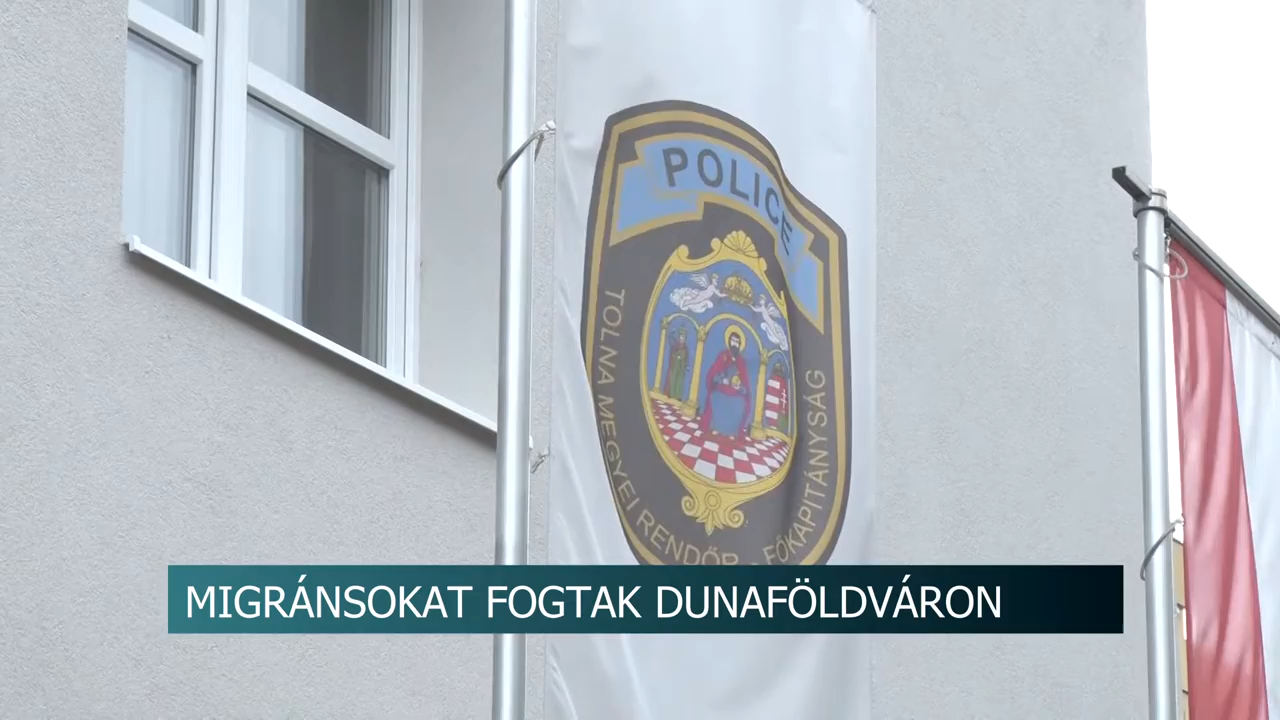 POLICE
TOLNA MEGYEI RENDŐR - FŐKAPITÁNYSÁG
MIGRÁNSOKAT FOGTAK DUNAFÖLDVÁRON